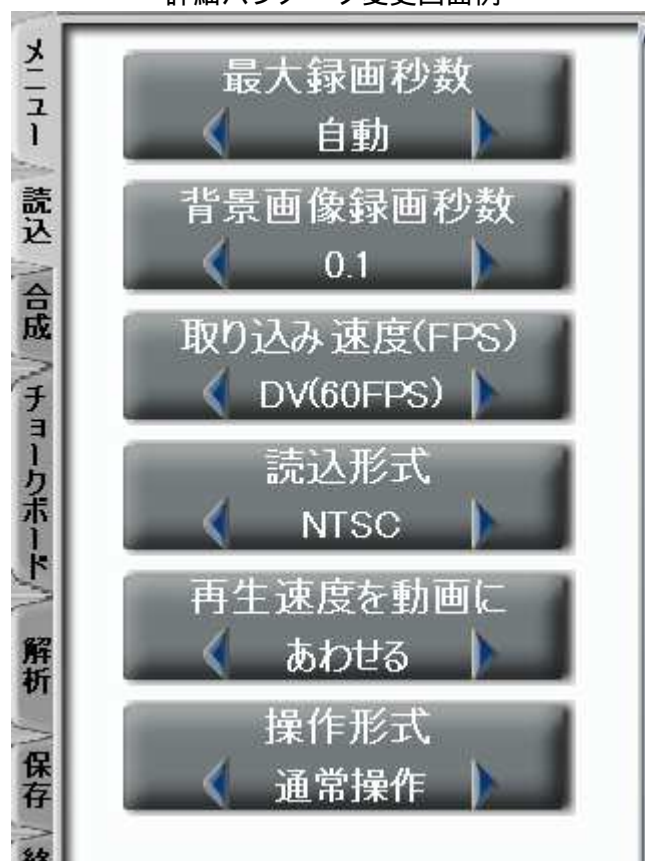 メニュー
読込
合成
チョークボード
解析
保存
最大録画秒数
自動
背景画像録画秒数
0.1
取り込み速度(FPS)
DV(60FPS)
読込形式
NTSC
再生速度を動画に
あわせる
操作形式
通常操作